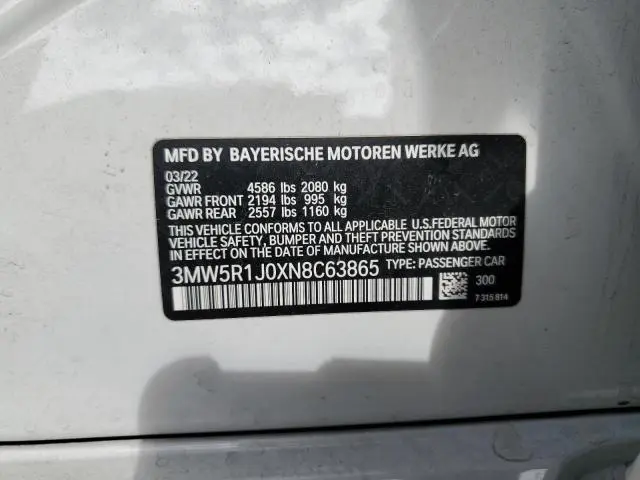 MFD BY BAYERISCHE MOTOREN WERKE AG
03/22
GVWR 4586 lbs 2080 kg
GAWR FRONT 2194 lbs 995 kg
GAWR REAR 2557 lbs 1160 kg
THIS VEHICLE CONFORMS TO ALL APPLICABLE U.S.FEDERAL MOTOR
VEHICLE SAFETY, BUMPER AND THEFT PREVENTION STANDARDS
IN EFFECT ON THE DATE OF MANUFACTURE SHOWN ABOVE.
3MW5R1J0XN8C63865 TYPE: PASSENGER CAR
300
7 315 814